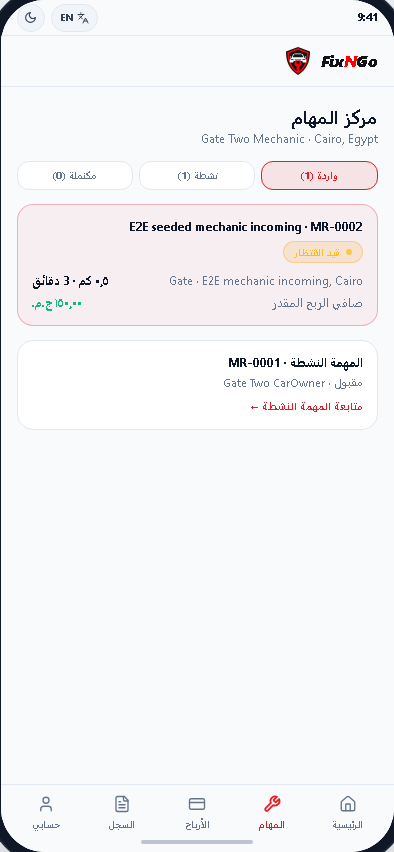 EN
9:41
FixNGo
مركز المهام
Gate Two Mechanic · Cairo, Egypt
واردة (1)
نشطة (1)
مكتملة (0)
E2E seeded mechanic incoming · MR-0002
قيد الانتظار
Gate · E2E mechanic incoming, Cairo
٠٫٥ كم · 3 دقائق
صافي الربح المقدر
١٥٠٫٠٠ ج.م.
المهمة النشطة · MR-0001
مقبول · Gate Two CarOwner
متابعة المهمة النشطة ←
الرئيسية
المهام
الأرباح
السجل
حسابي